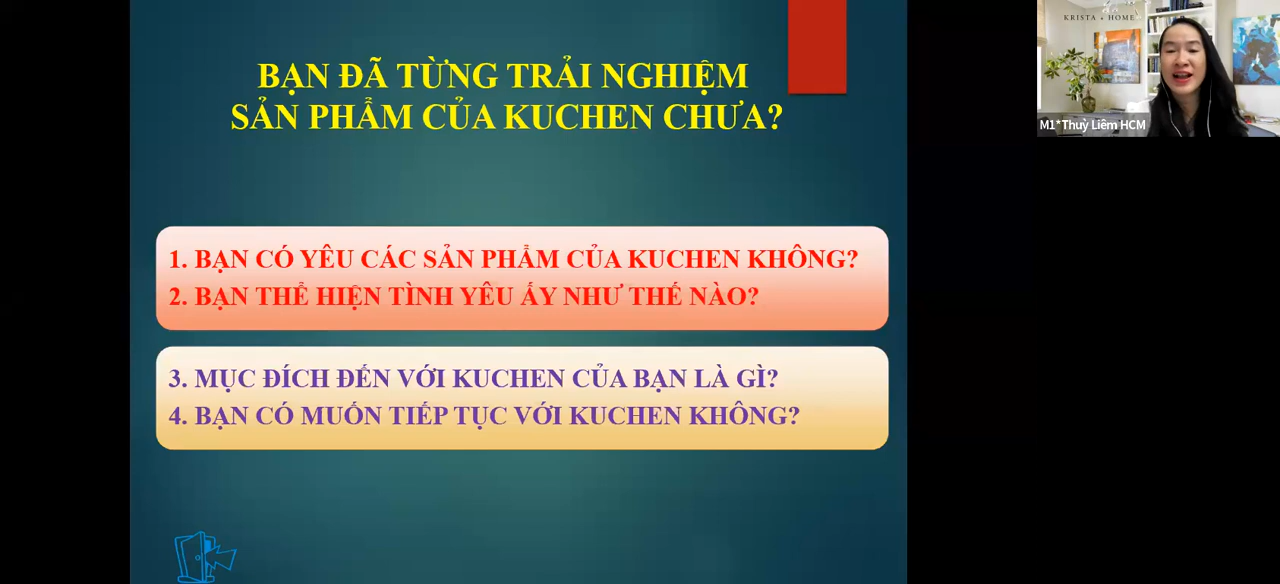 BẠN ĐÃ TỪNG TRẢI NGHIỆM
SẢN PHẨM CỦA KUCHEN CHƯA?
1. BẠN CÓ YÊU CÁC SẢN PHẨM CỦA KUCHEN KHÔNG?
2. BẠN THỂ HIỆN TÌNH YÊU ẤY NHƯ THẾ NÀO?
3. MỤC ĐÍCH ĐẾN VỚI KUCHEN CỦA BẠN LÀ GÌ?
4. BẠN CÓ MUỐN TIẾP TỤC VỚI KUCHEN KHÔNG?
KRISTA + HOME
M1*Thuỳ Liêm HCM